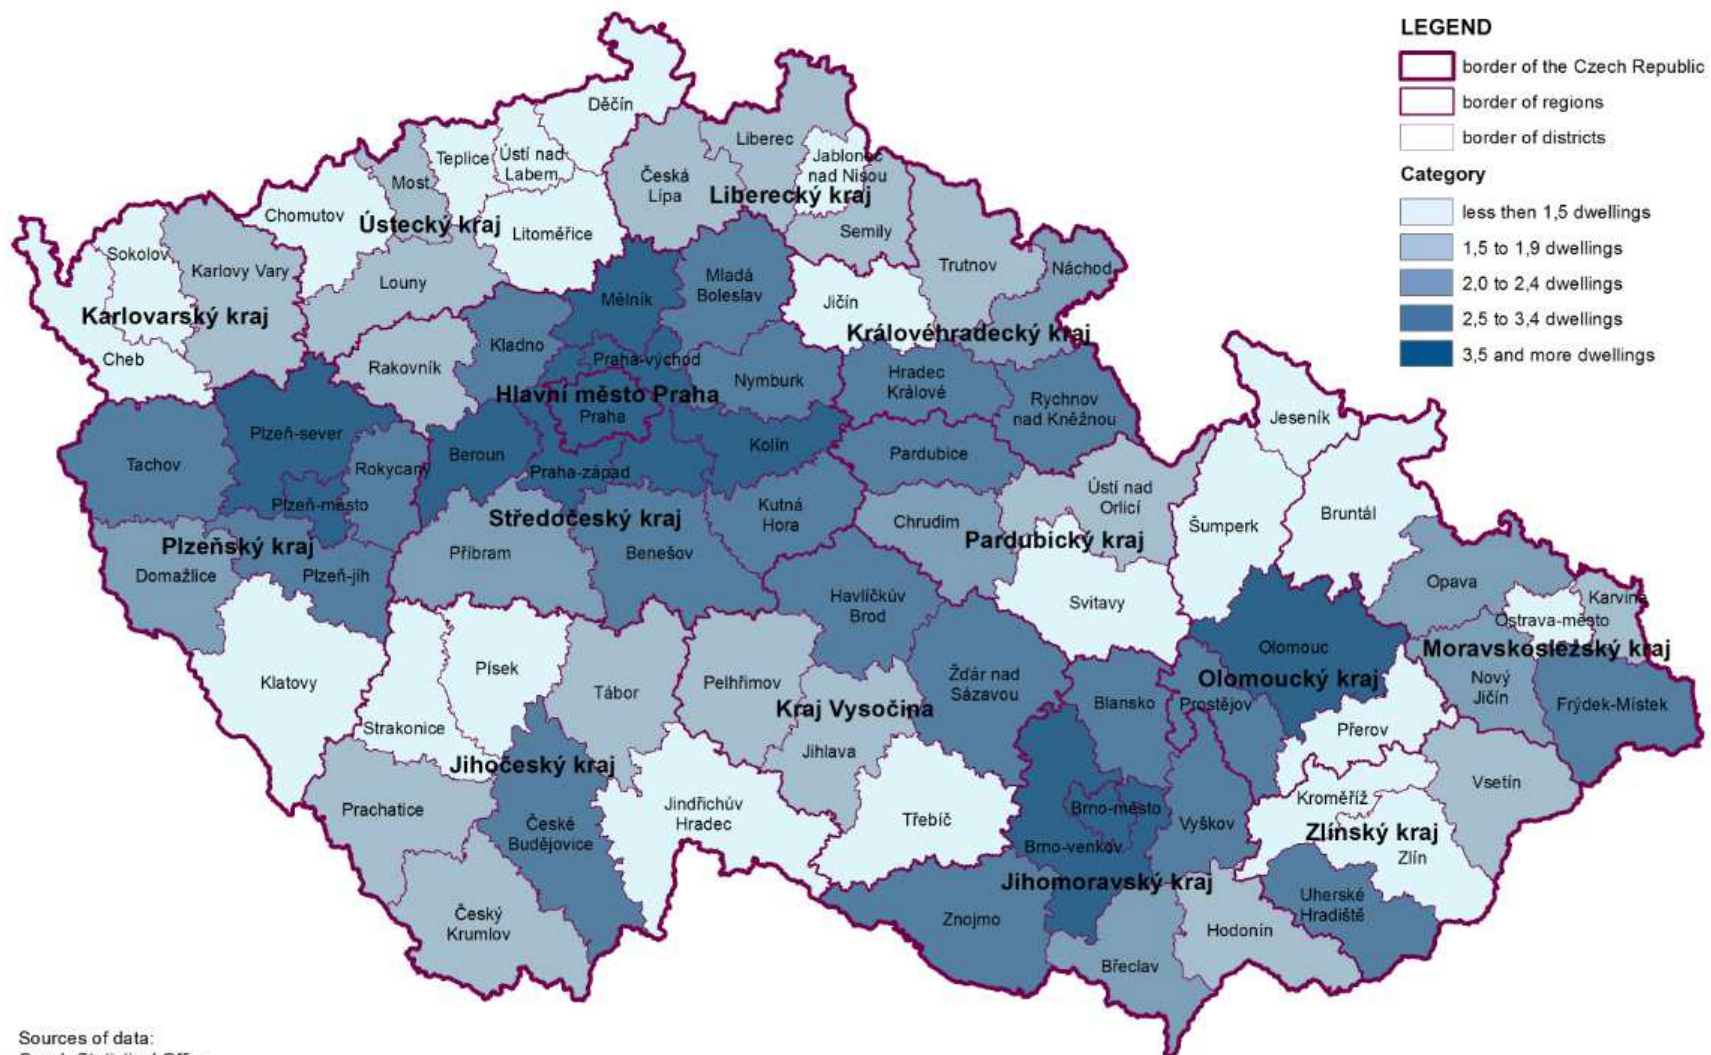 LEGEND
border of the Czech Republic
border of regions
border of districts
Category
less then 1,5 dwellings
1,5 to 1,9 dwellings
2,0 to 2,4 dwellings
2,5 to 3,4 dwellings
3,5 and more dwellings
Děčín
Liberec
Teplice
Ústí nad
Labem
Jablonec
nad Nisou
Most
Česká
Lípa
Liberecký kraj
Chomutov
Ústecký kraj
Litoměřice
Semily
Sokolov
Karlovy Vary
Louny
Mělník
Mladá
Boleslav
Trutnov
Náchod
Jičín
Karlovarský kraj
Královéhradecký kraj
Cheb
Rakovník
Kladno
Praha-východ
Nymburk
Hradec
Králové
Hlavní město Praha
Praha
Rychnov
nad Kněžnou
Jeseník
Plzeň-sever
Tachov
Rokycany
Beroun
Praha-západ
Kolín
Pardubice
Plzeň-město
Kutná
Hora
Chrudim
Ústí nad
Orlicí
Šumperk
Bruntál
Středočeský kraj
Plzeňský kraj
Příbram
Benešov
Pardubický kraj
Domažlice
Plzeň-jih
Havlíčkův
Brod
Svitavy
Opava
Karviná
Ostrava-město
Olomouc
Moravskoslezský kraj
Klatovy
Písek
Tábor
Pelhřimov
Žďár nad
Sázavou
Olomoucký kraj
Nový
Jičín
Strakonice
Kraj Vysočina
Blansko
Prostějov
Frýdek-Místek
Přerov
Jihlava
Jihočeský kraj
Vsetín
Prachatice
Jindřichův
Hradec
Třebíč
Brno-město
Kroměříž
České
Budějovice
Vyškov
Zlínský kraj
Brno-venkov
Zlín
Jihomoravský kraj
Uherské
Hradiště
Český
Krumlov
Znojmo
Hodonín
Břeclav
Sources of data: